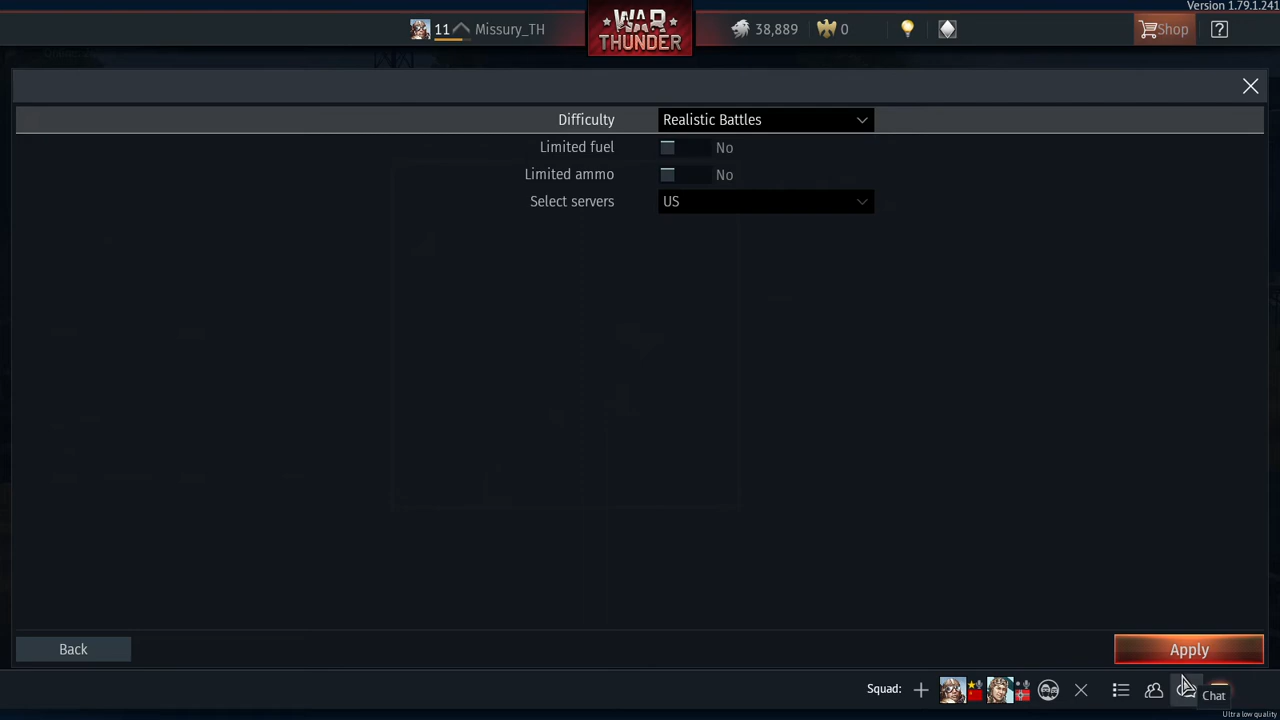 Version 1.79.1.241
11 Missury_TH
WAR THUNDER
38,889
0
Shop
Difficulty
Realistic Battles
Limited fuel
No
Limited ammo
No
Select servers
US
Back
Apply
Squad:
Chat
Ultra low quality